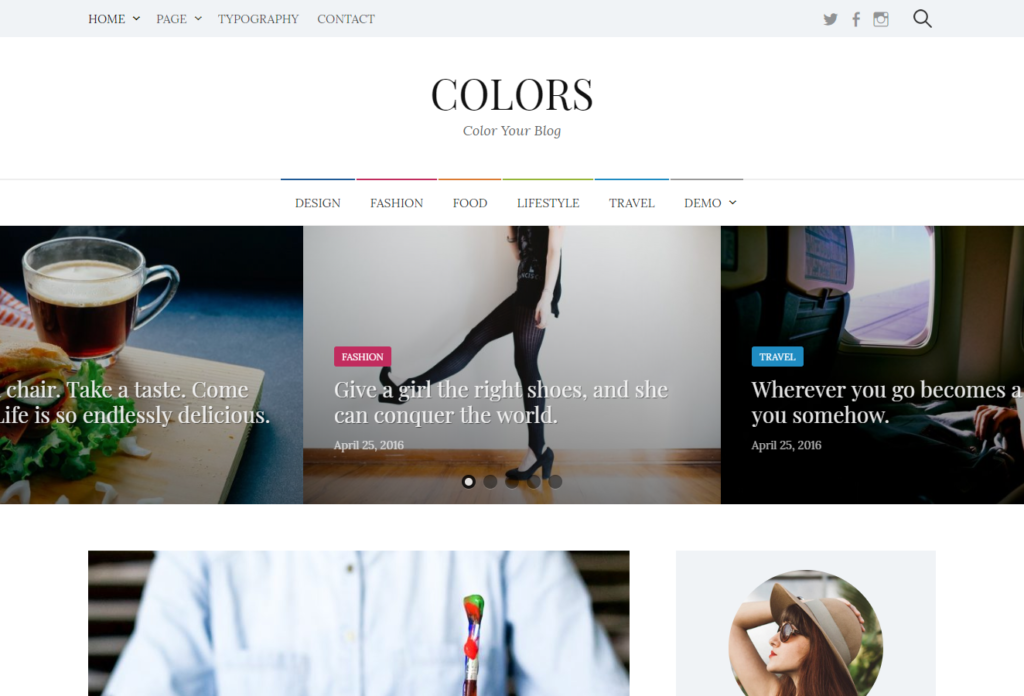 HOME PAGE TYPOGRAPHY CONTACT
COLORS
Color Your Blog
DESIGN FASHION FOOD LIFESTYLE TRAVEL DEMO
chair. Take a taste. Come
Life is so endlessly delicious.
FASHION
Give a girl the right shoes, and she
can conquer the world.
April 25, 2016
TRAVEL
Wherever you go becomes a
you somehow.
April 25, 2016